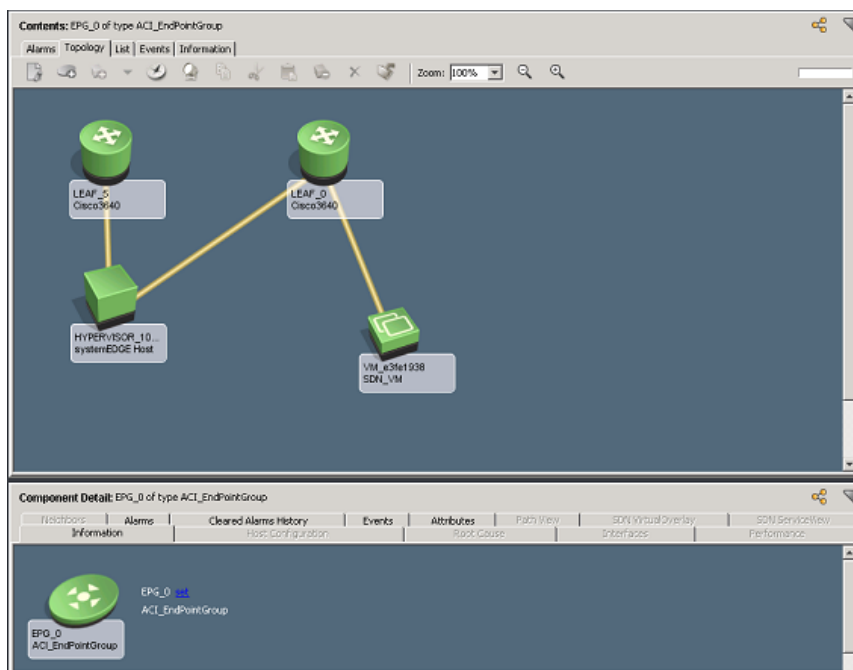 Contents: EPG_0 of type ACI_EndPointGroup
Alarms Topology List Events Information
Zoom: 100%
LEAF_5
Cisco3640
LEAF_0
Cisco3640
HYPERVISOR_10...
systemEDGE Host
VM_e3fe1938
SDN_VM
Component Detail: EPG_0 of type ACI_EndPointGroup
Neighbors Alarms Cleared Alarms History Events Attributes Path View SDN VirtualOverlay SDN ServiceView
Information Host Configuration Root Cause Interfaces Performance
EPG_0 set
ACI_EndPointGroup
EPG_0
ACI_EndPointGroup